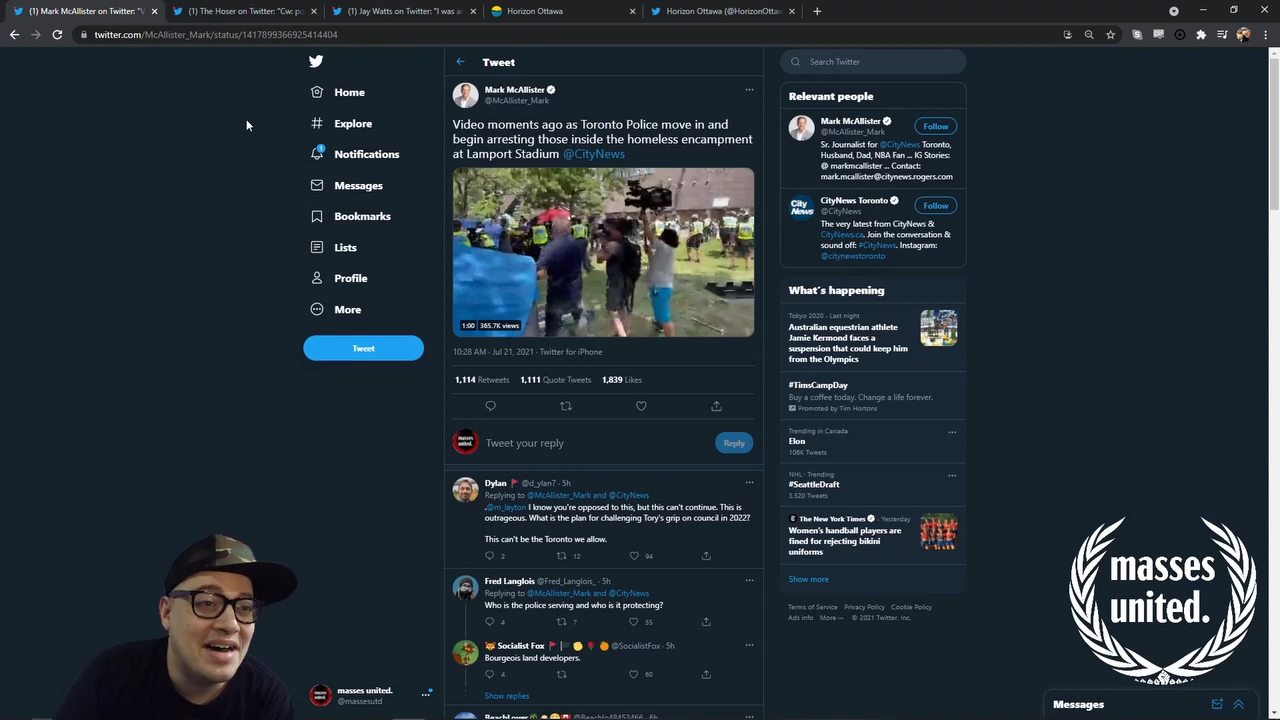 (1) Mark McAllister on Twitter: "V
(1) The Hoser on Twitter: "Cw: po
(1) Jay Watts on Twitter: "I was a
Horizon Ottawa
Horizon Ottawa (@HorizonOttaw
twitter.com/McAllister_Mark/status/1417899366925414404
Home
Explore
1
Notifications
Messages
Bookmarks
Lists
Profile
More
Tweet
masses united.
@massesutd
Tweet
Mark McAllister
@McAllister_Mark
Video moments ago as Toronto Police move in and
begin arresting those inside the homeless encampment
at Lamport Stadium @CityNews
1:00 365.7K views
10:28 AM · Jul 21, 2021 · Twitter for iPhone
1,114 Retweets 1,111 Quote Tweets 1,839 Likes
masses
united.
Tweet your reply
Reply
Dylan @d_ylan7 · 5h
Replying to @McAllister_Mark and @CityNews
.@m_layton I know you're opposed to this, but this can't continue. This is
outrageous. What is the plan for challenging Tory's grip on council in 2022?
This can't be the Toronto we allow.
2 12 94
Fred Langlois @Fred_Langlois_ · 5h
Replying to @McAllister_Mark and @CityNews
Who is the police serving and who is it protecting?
4 7 55
Socialist Fox @SocialistFox · 5h
Bourgeois land developers.
4 60
Show replies
BeachLover @Beachlo48453466 · 6h
Search Twitter
Relevant people
Mark McAllister
@McAllister_Mark
Follow
Sr. Journalist for @CityNews Toronto,
Husband, Dad, NBA Fan ... IG Stories:
@ markmcallister ... Contact:
mark.mcallister@citynews.rogers.com
City
News
CityNews Toronto
@CityNews
Follow
The very latest from CityNews &
CityNews.ca. Join the conversation &
sound off: #CityNews. Instagram:
@citynewstoronto
What's happening
Tokyo 2020 · Last night
Australian equestrian athlete
Jamie Kermond faces a
suspension that could keep him
from the Olympics
#TimsCampDay
Buy a coffee today. Change a life forever.
Promoted by Tim Hortons
Trending in Canada
Elon
106K Tweets
NHL · Trending
#SeattleDraft
3,520 Tweets
The New York Times · Yesterday
Women's handball players are
fined for rejecting bikini
uniforms
Show more
Terms of Service Privacy Policy Cookie Policy
Ads info More ··· © 2021 Twitter, Inc.
masses
united.
Messages